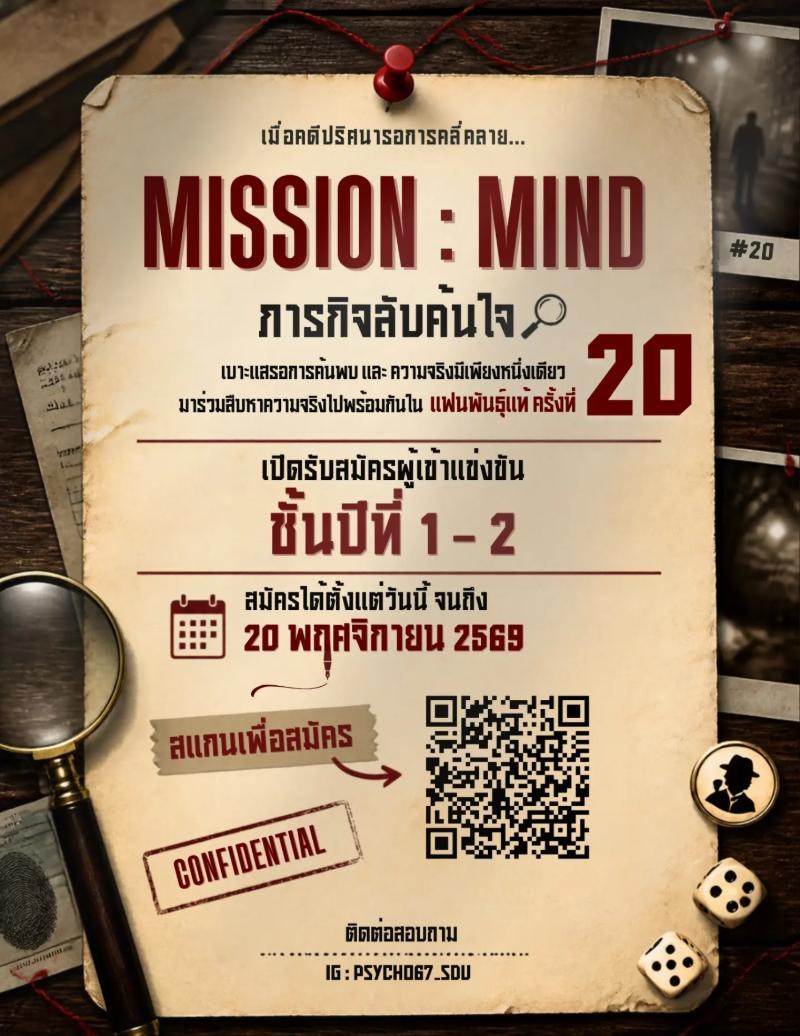 เมื่อคดีปริศนารอการคลี่คลาย...
#20
MISSION : MIND
ภารกิจลับค้นใจ
20
เบาะแสรอการค้นพบ และ ความจริงมีเพียงหนึ่งเดียว
มาร่วมสืบหาความจริงไปพร้อมกันใน แฟนพันธุ์แท้ ครั้งที่
เปิดรับสมัครผู้เข้าแข่งขัน
ชั้นปีที่ 1 - 2
สมัครได้ตั้งแต่วันนี้ จนถึง
20 พฤศจิกายน 2569
สแกนเพื่อสมัคร
CONFIDENTIAL
ติดต่อสอบถาม
IG : PSYCHO67_SDU